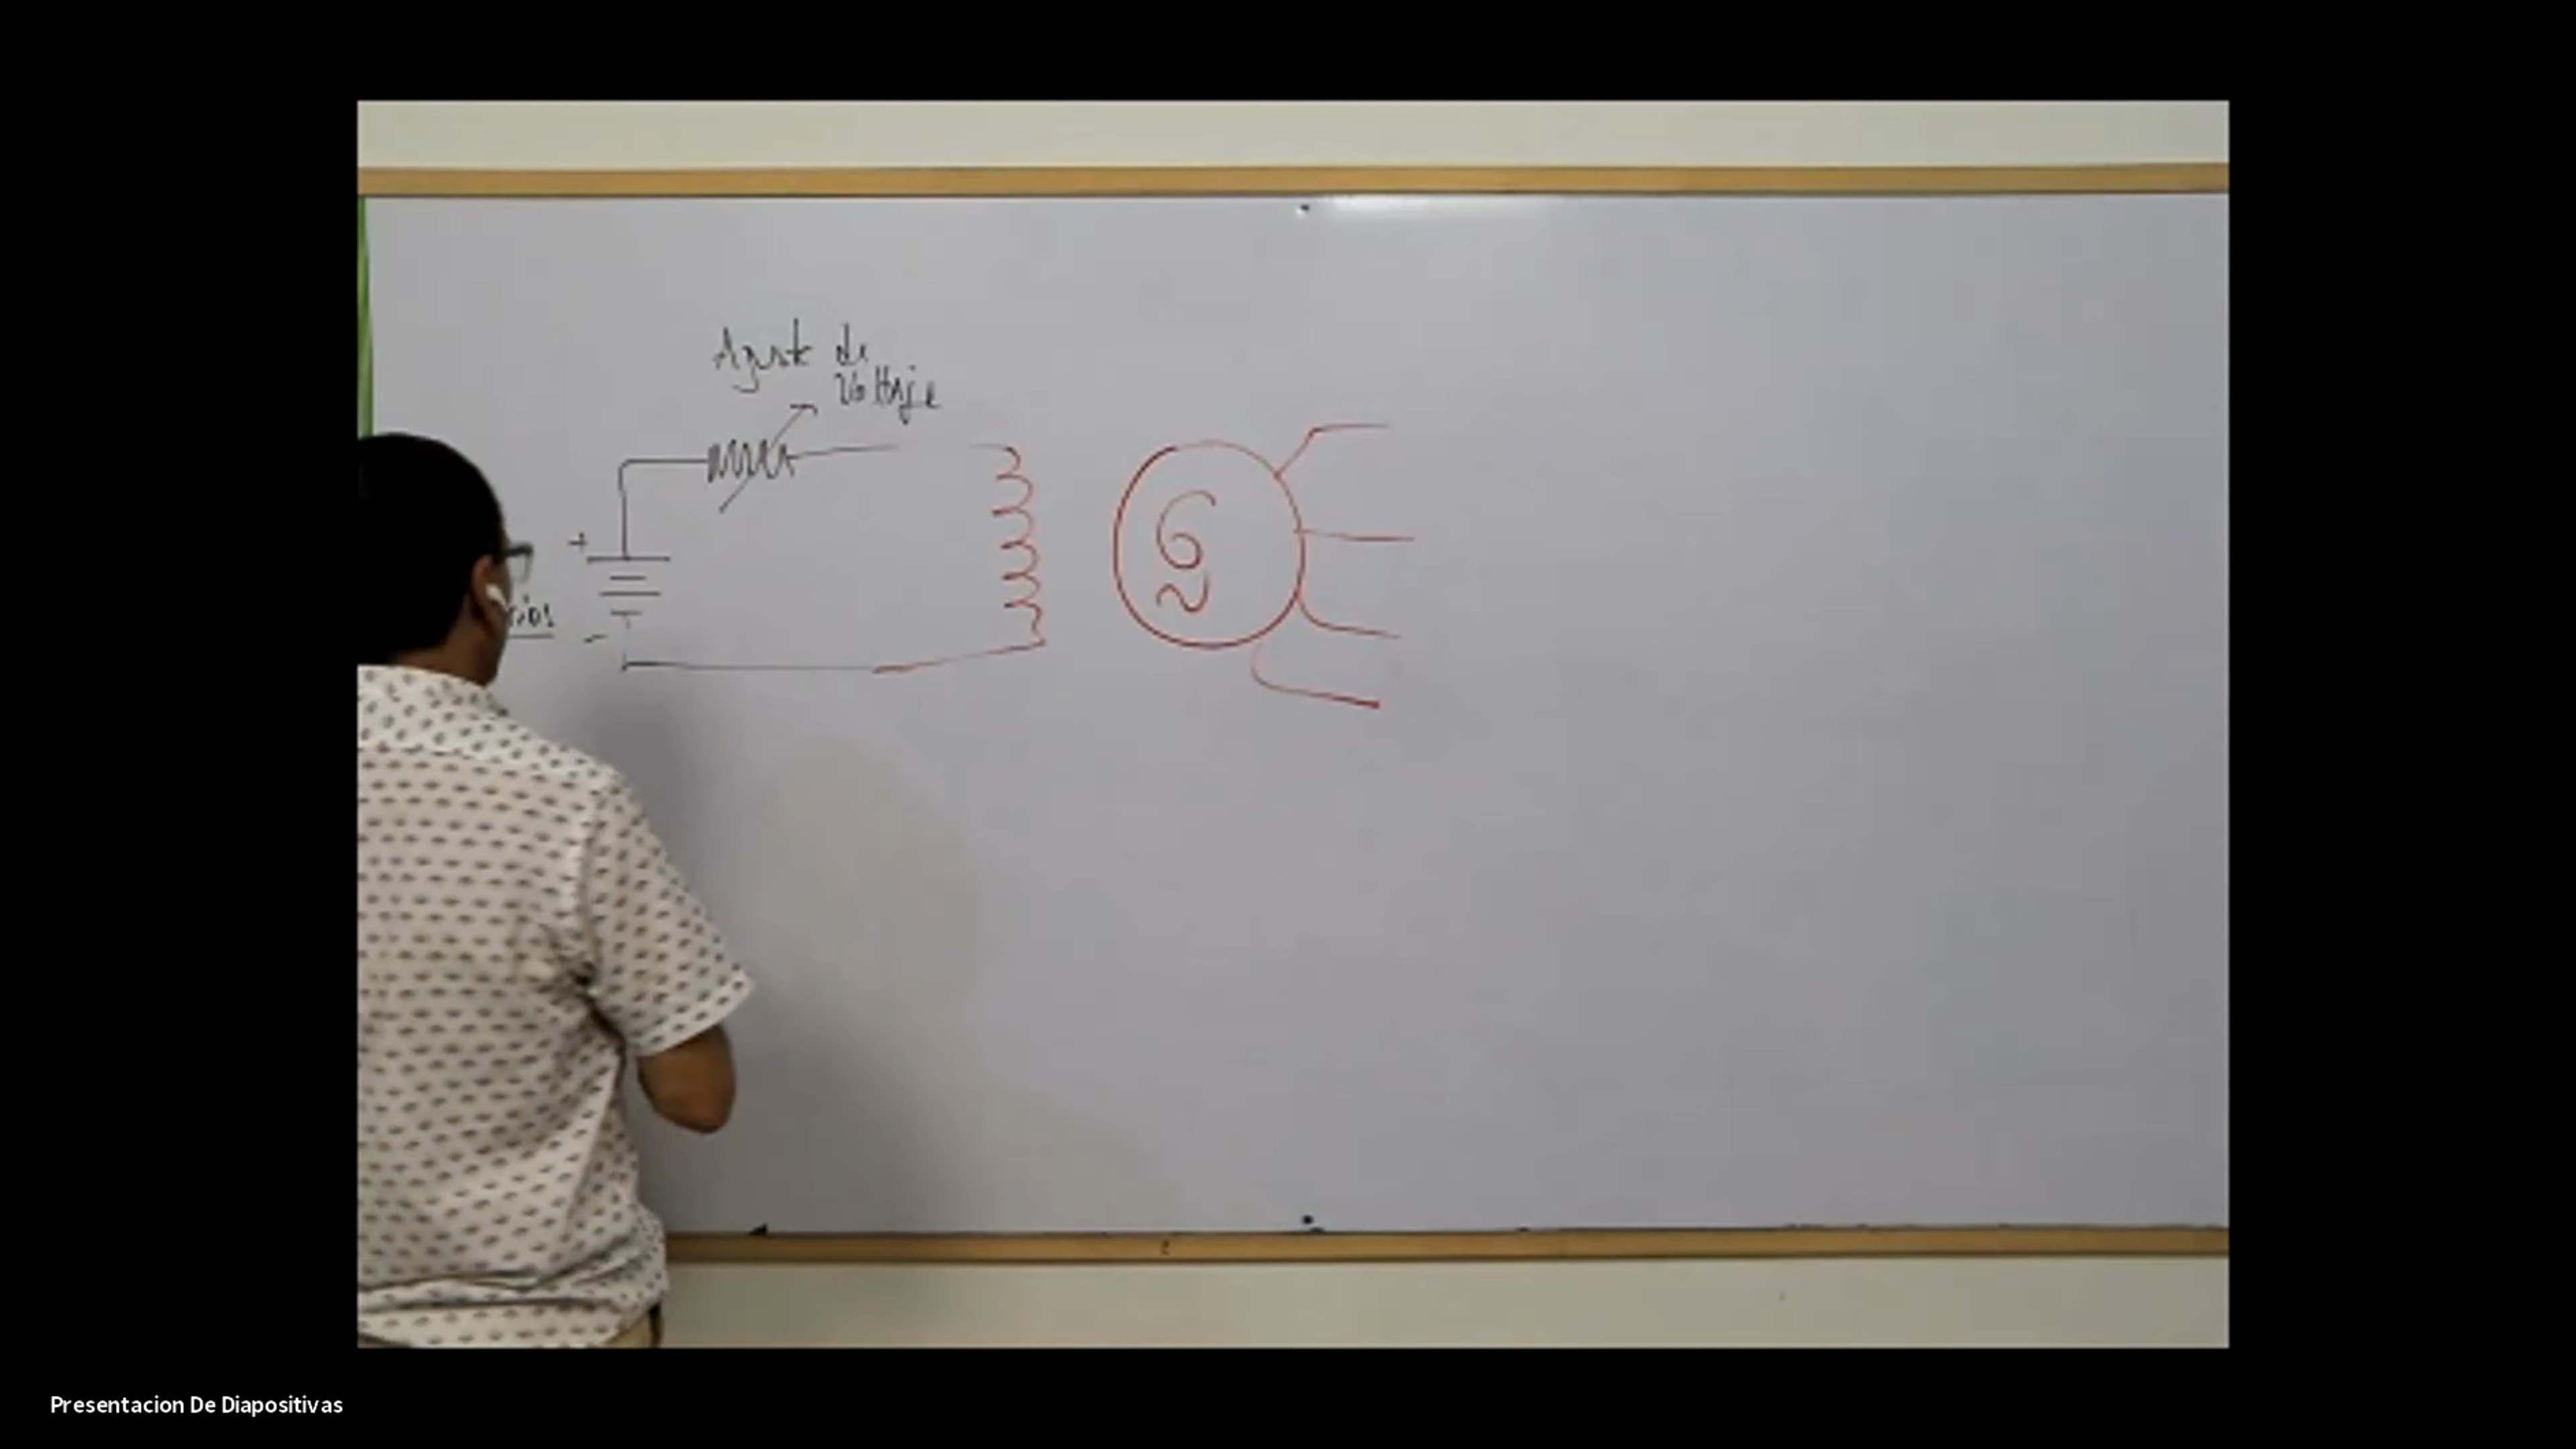 Ajuste de
Voltaje
+
G
~
-
Presentacion De Diapositivas